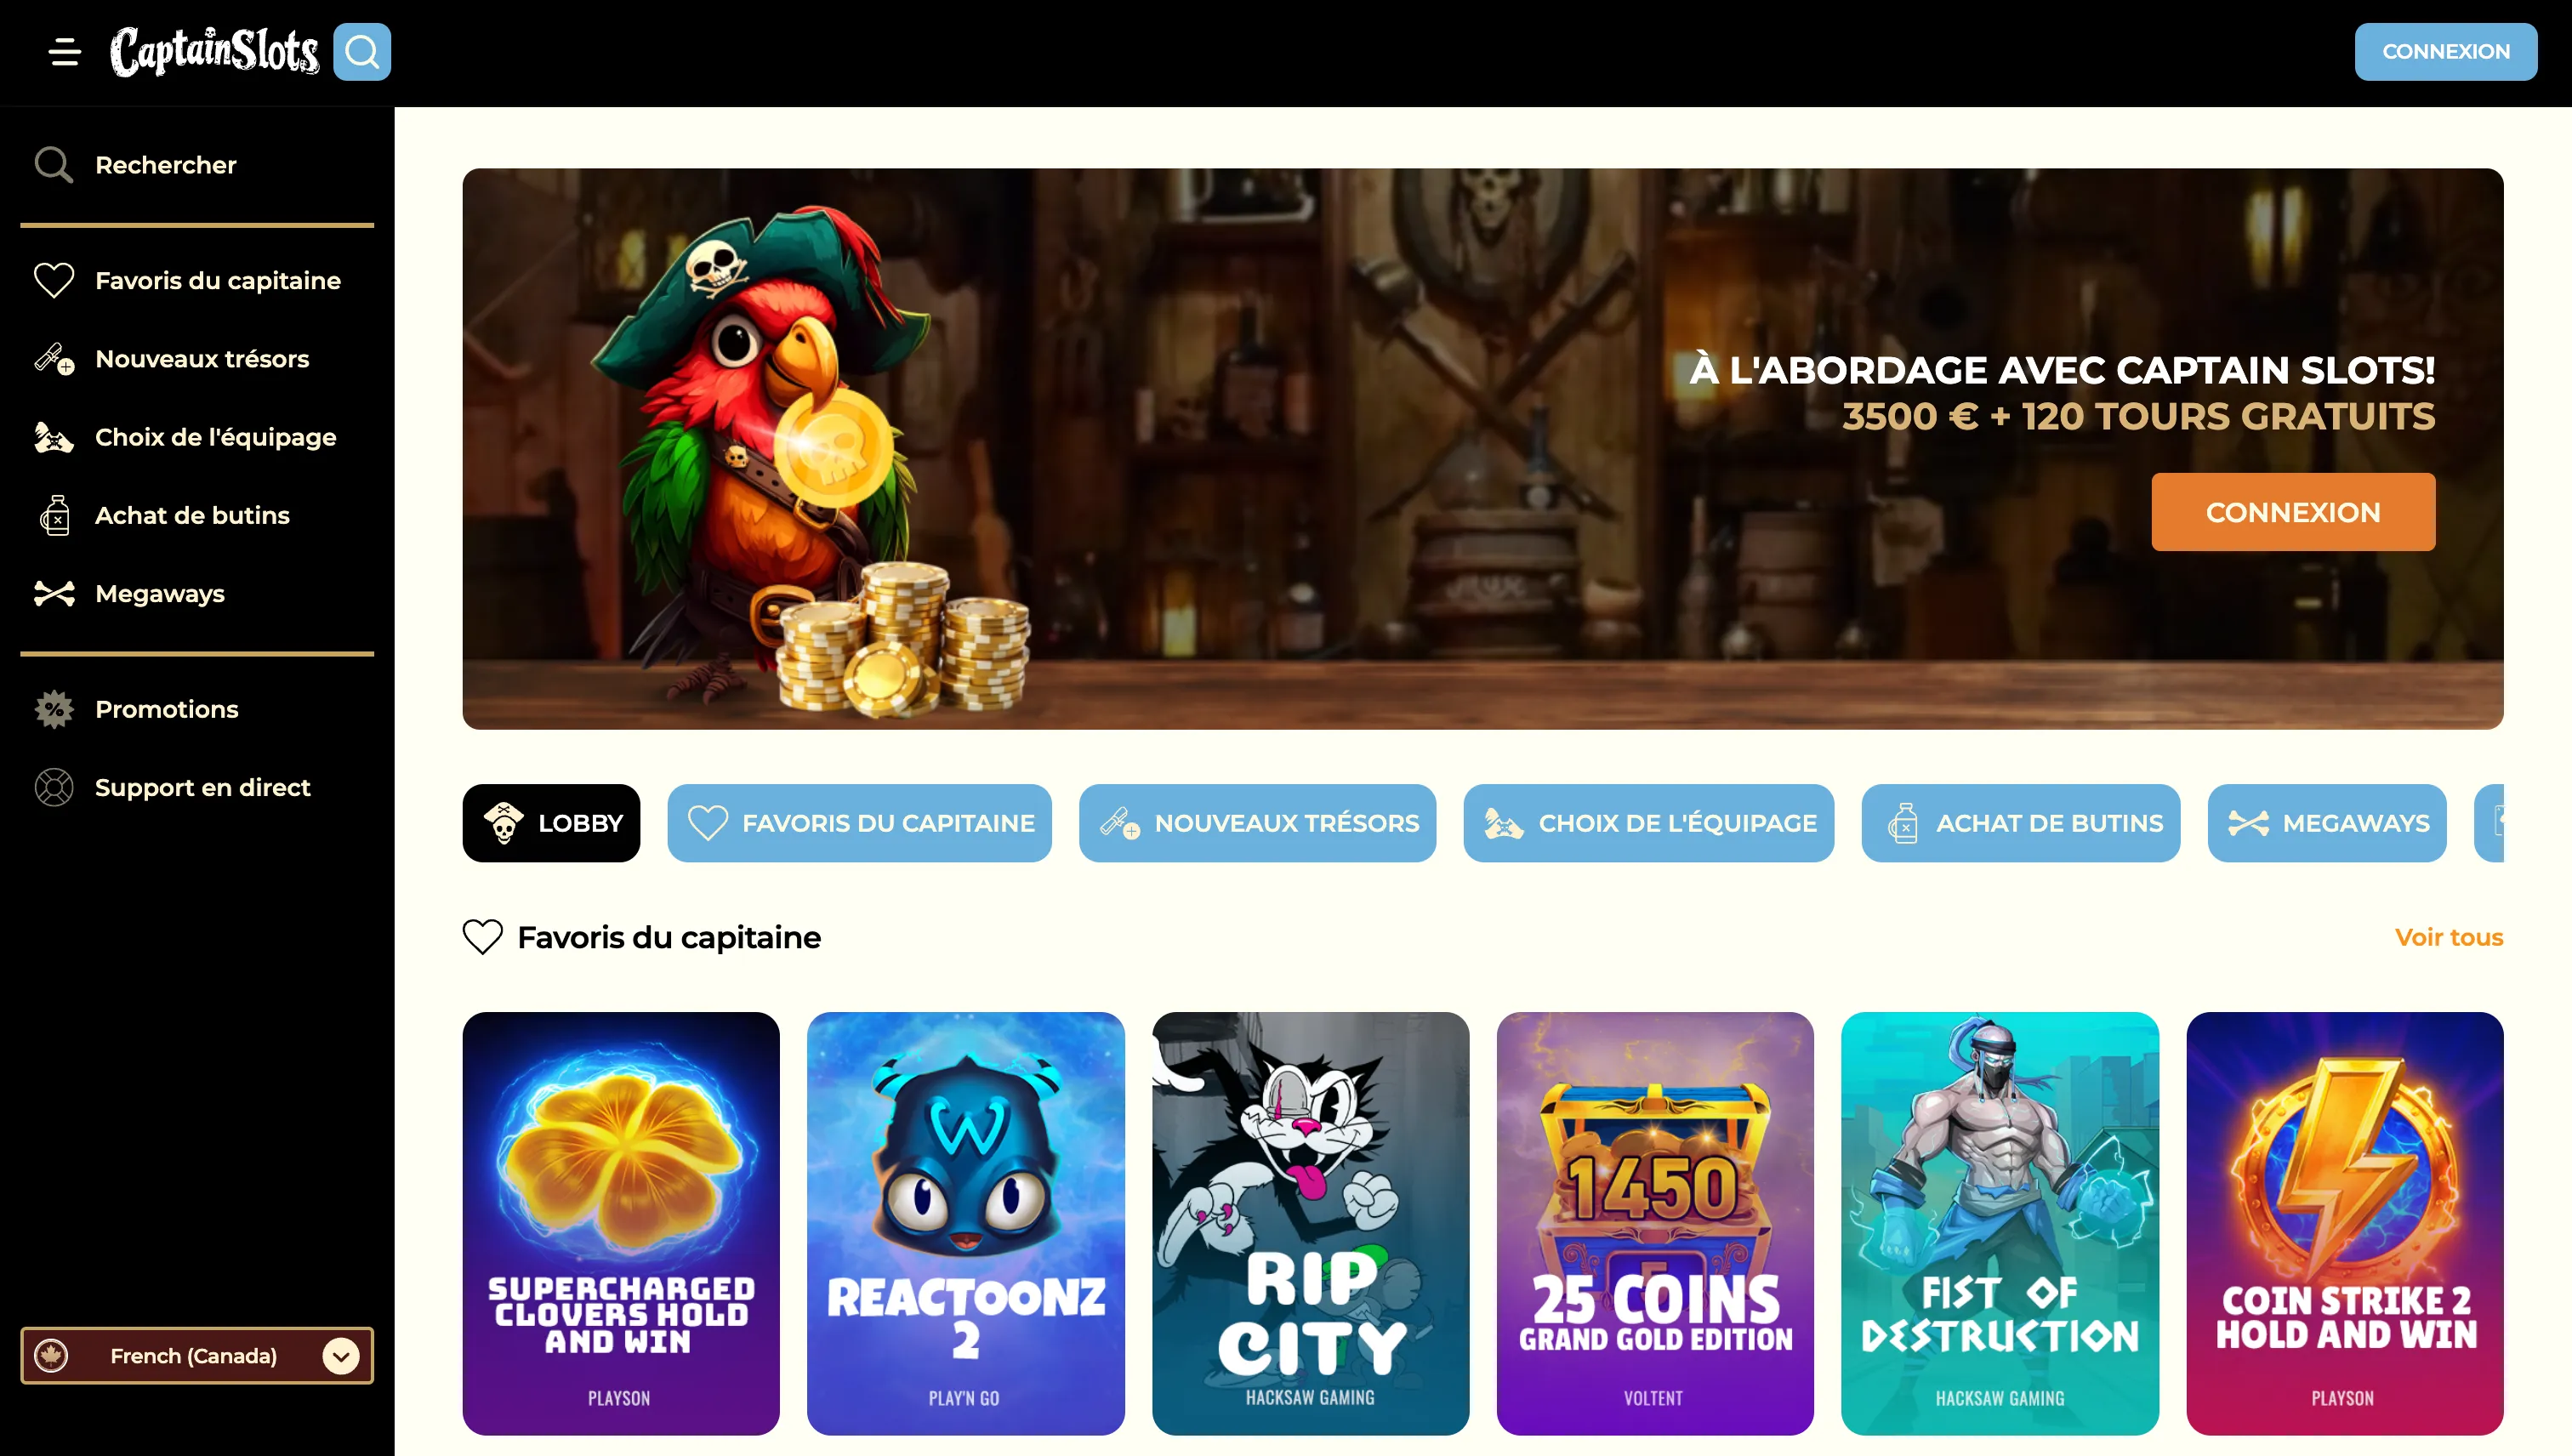 CaptainSlots
CONNEXION
Rechercher
Favoris du capitaine
Nouveaux trésors
Choix de l'équipage
Achat de butins
Megaways
Promotions
Support en direct
French (Canada)
À L'ABORDAGE AVEC CAPTAIN SLOTS!
3500 € + 120 TOURS GRATUITS
CONNEXION
LOBBY
FAVORIS DU CAPITAINE
NOUVEAUX TRÉSORS
CHOIX DE L'ÉQUIPAGE
ACHAT DE BUTINS
MEGAWAYS
Favoris du capitaine
Voir tous
SUPERCHARGED
CLOVERS HOLD
AND WIN
PLAYSON
W
REACTOONZ
2
PLAY'N GO
RIP
CITY
HACKSAW GAMING
1450
25 COINS
GRAND GOLD EDITION
VOLTENT
FIST OF
DESTRUCTION
HACKSAW GAMING
COIN STRIKE 2
HOLD AND WIN
PLAYSON